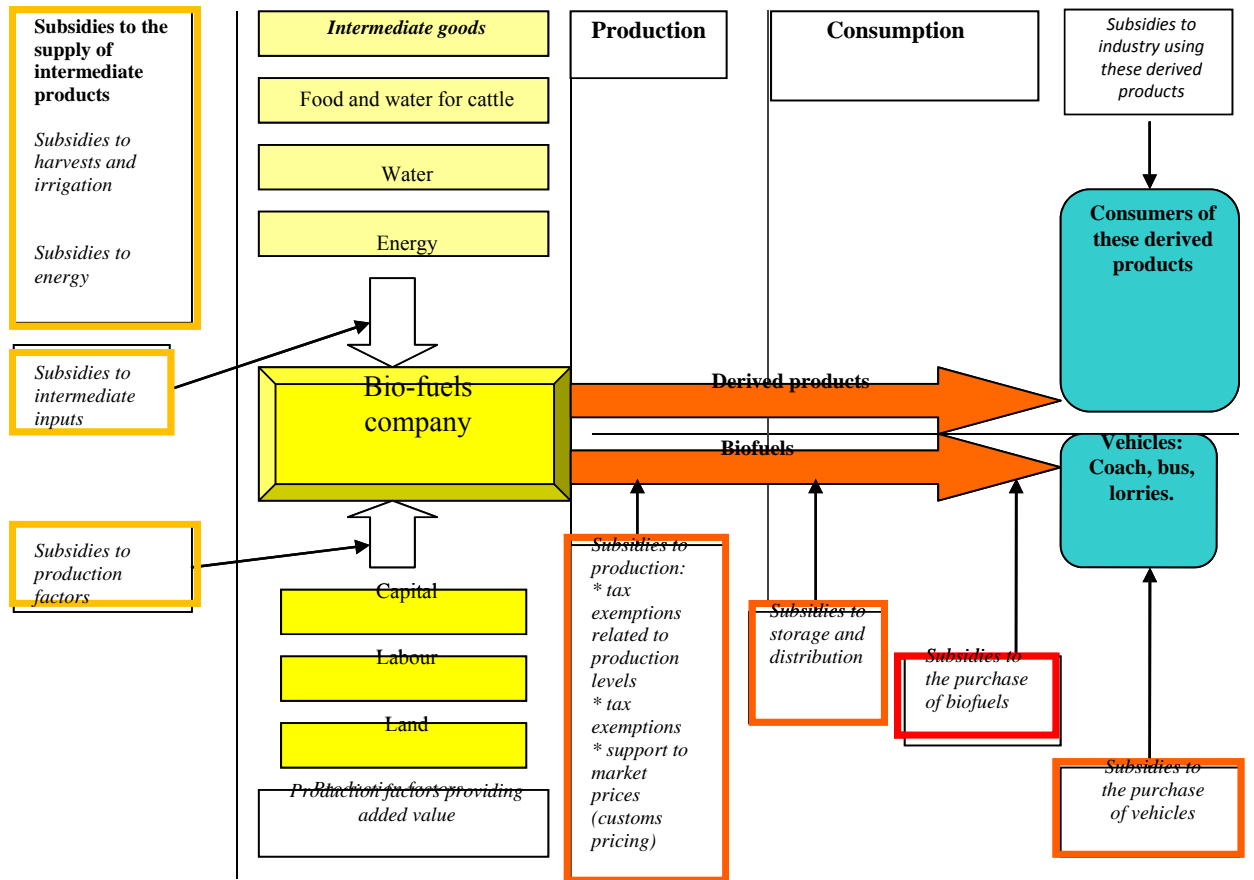 Subsidies to the
supply of
intermediate
products
Subsidies to
harvests and
irrigation
Subsidies to
energy
Subsidies to
intermediate
inputs
Subsidies to
production
factors
Intermediate goods
Food and water for cattle
Water
Energy
Bio-fuels
company
Capital
Labour
Land
Production factors
Production factors providing
added value
Production
Consumption
Derived products
Biofuels
Subsidies to
production:
* tax
exemptions
related to
production
levels
* tax
exemptions
* support to
market
prices
(customs
pricing)
Subsidies to
storage and
distribution
Subsidies to
the purchase
of biofuels
Subsidies to
industry using
these derived
products
Consumers of
these derived
products
Vehicles:
Coach, bus,
lorries.
Subsidies to
the purchase
of vehicles